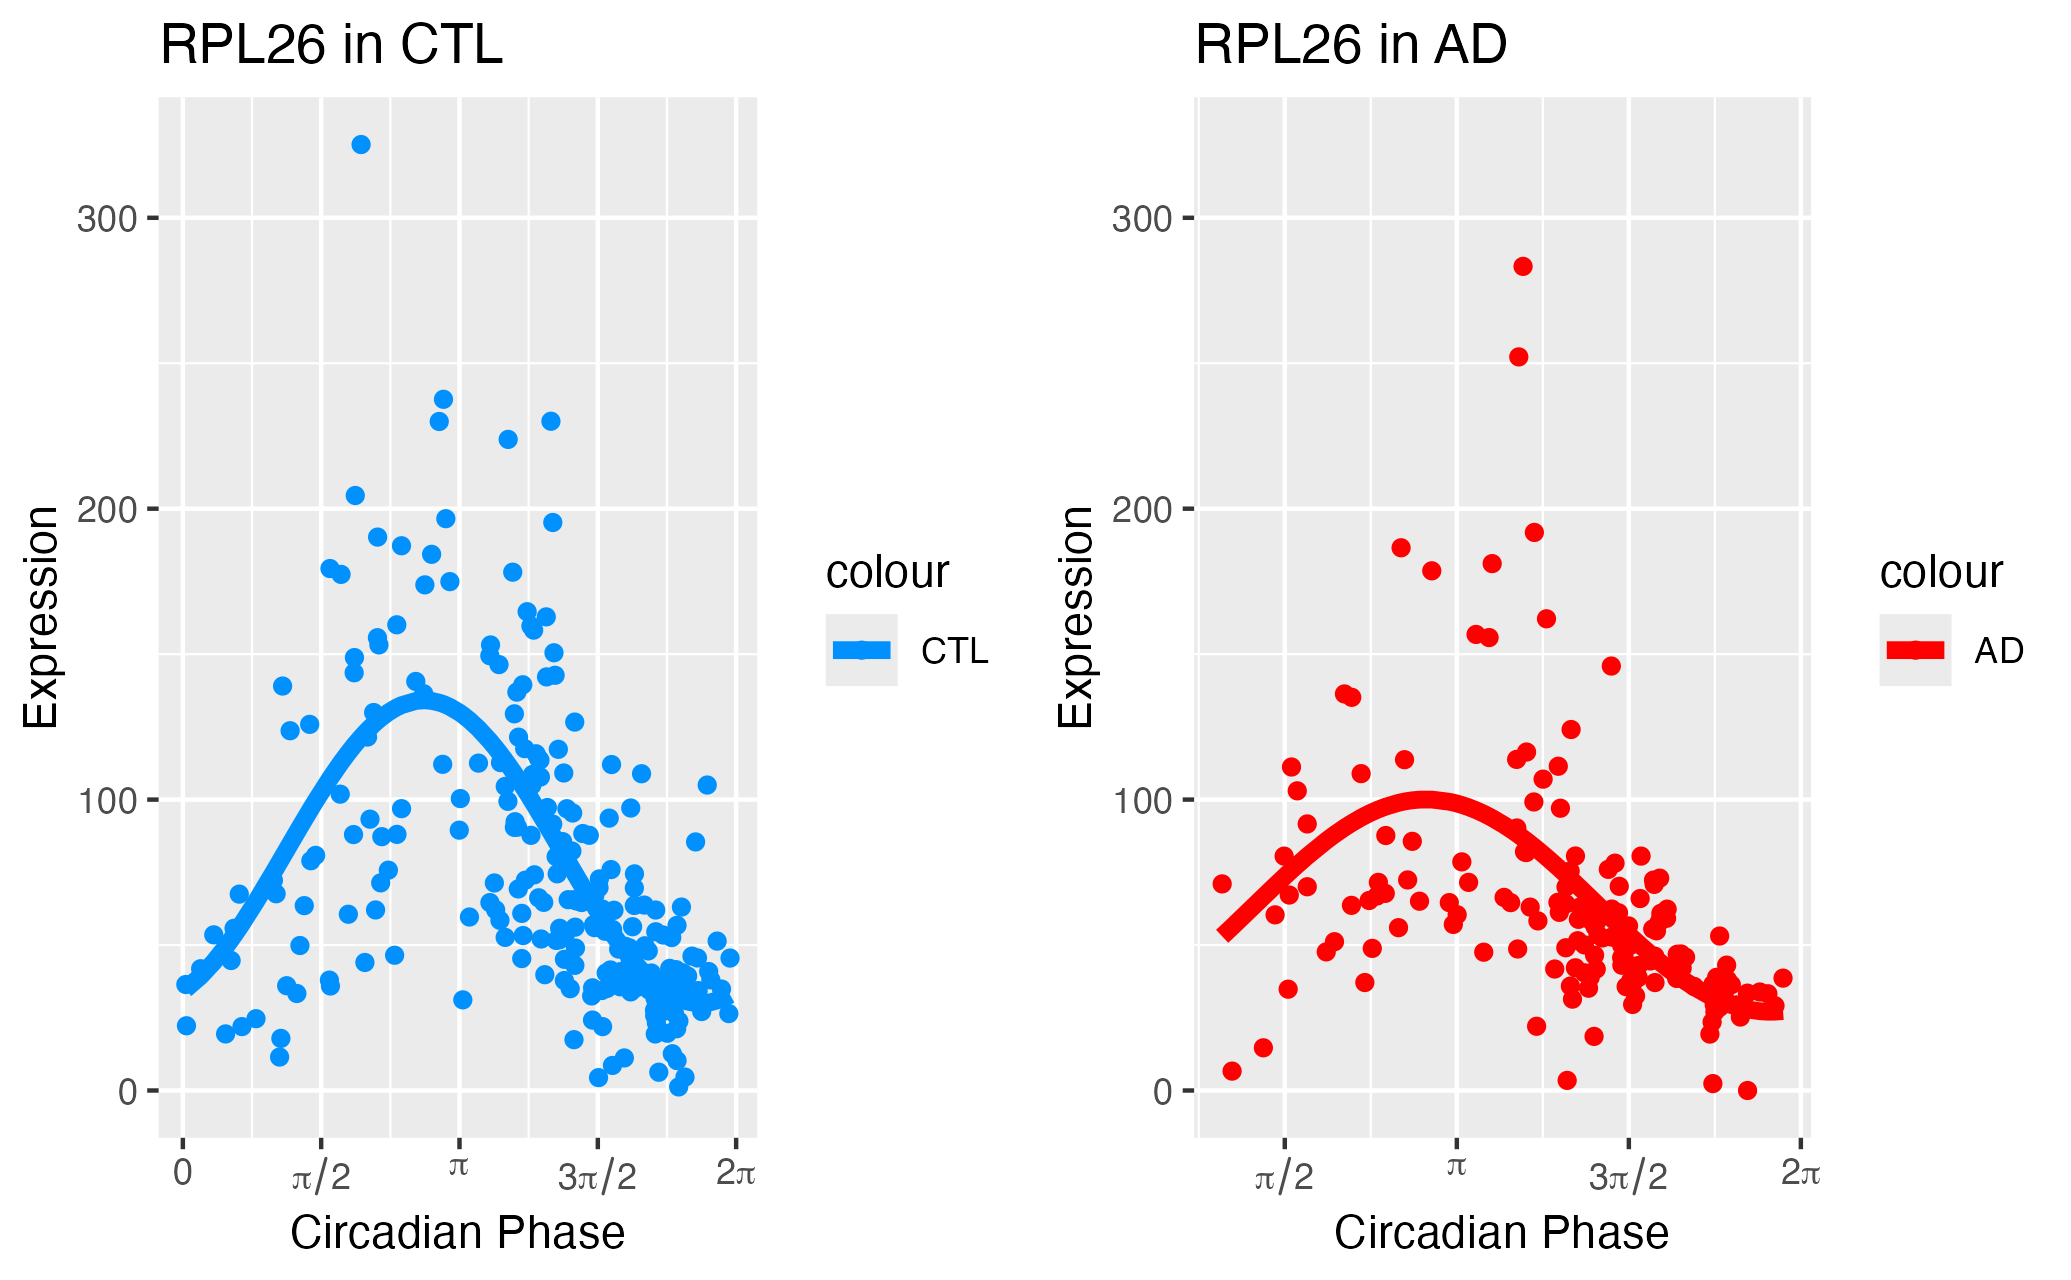 RPL26 in CTL
Expression
300
200
100
0
0 π/2 π 3π/2 2π
Circadian Phase
colour
CTL
RPL26 in AD
Expression
300
200
100
0
π/2 π 3π/2 2π
Circadian Phase
colour
AD